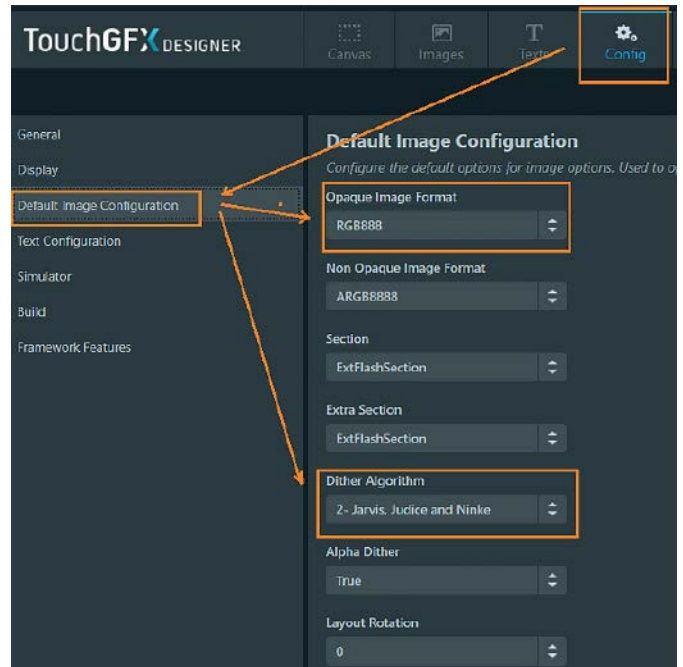 TouchGFX DESIGNER
Canvas
Images
Texts
Config
General
Display
Default Image Configuration
Text Configuration
Simulator
Build
Framework Features
Default Image Configuration
Configure the default options for image options. Used to
Opaque Image Format
RGB888
Non Opaque Image Format
ARGB8888
Section
ExtFlashSection
Extra Section
ExtFlashSection
Dither Algorithm
2- Jarvis, Judice and Ninke
Alpha Dither
True
Layout Rotation
0